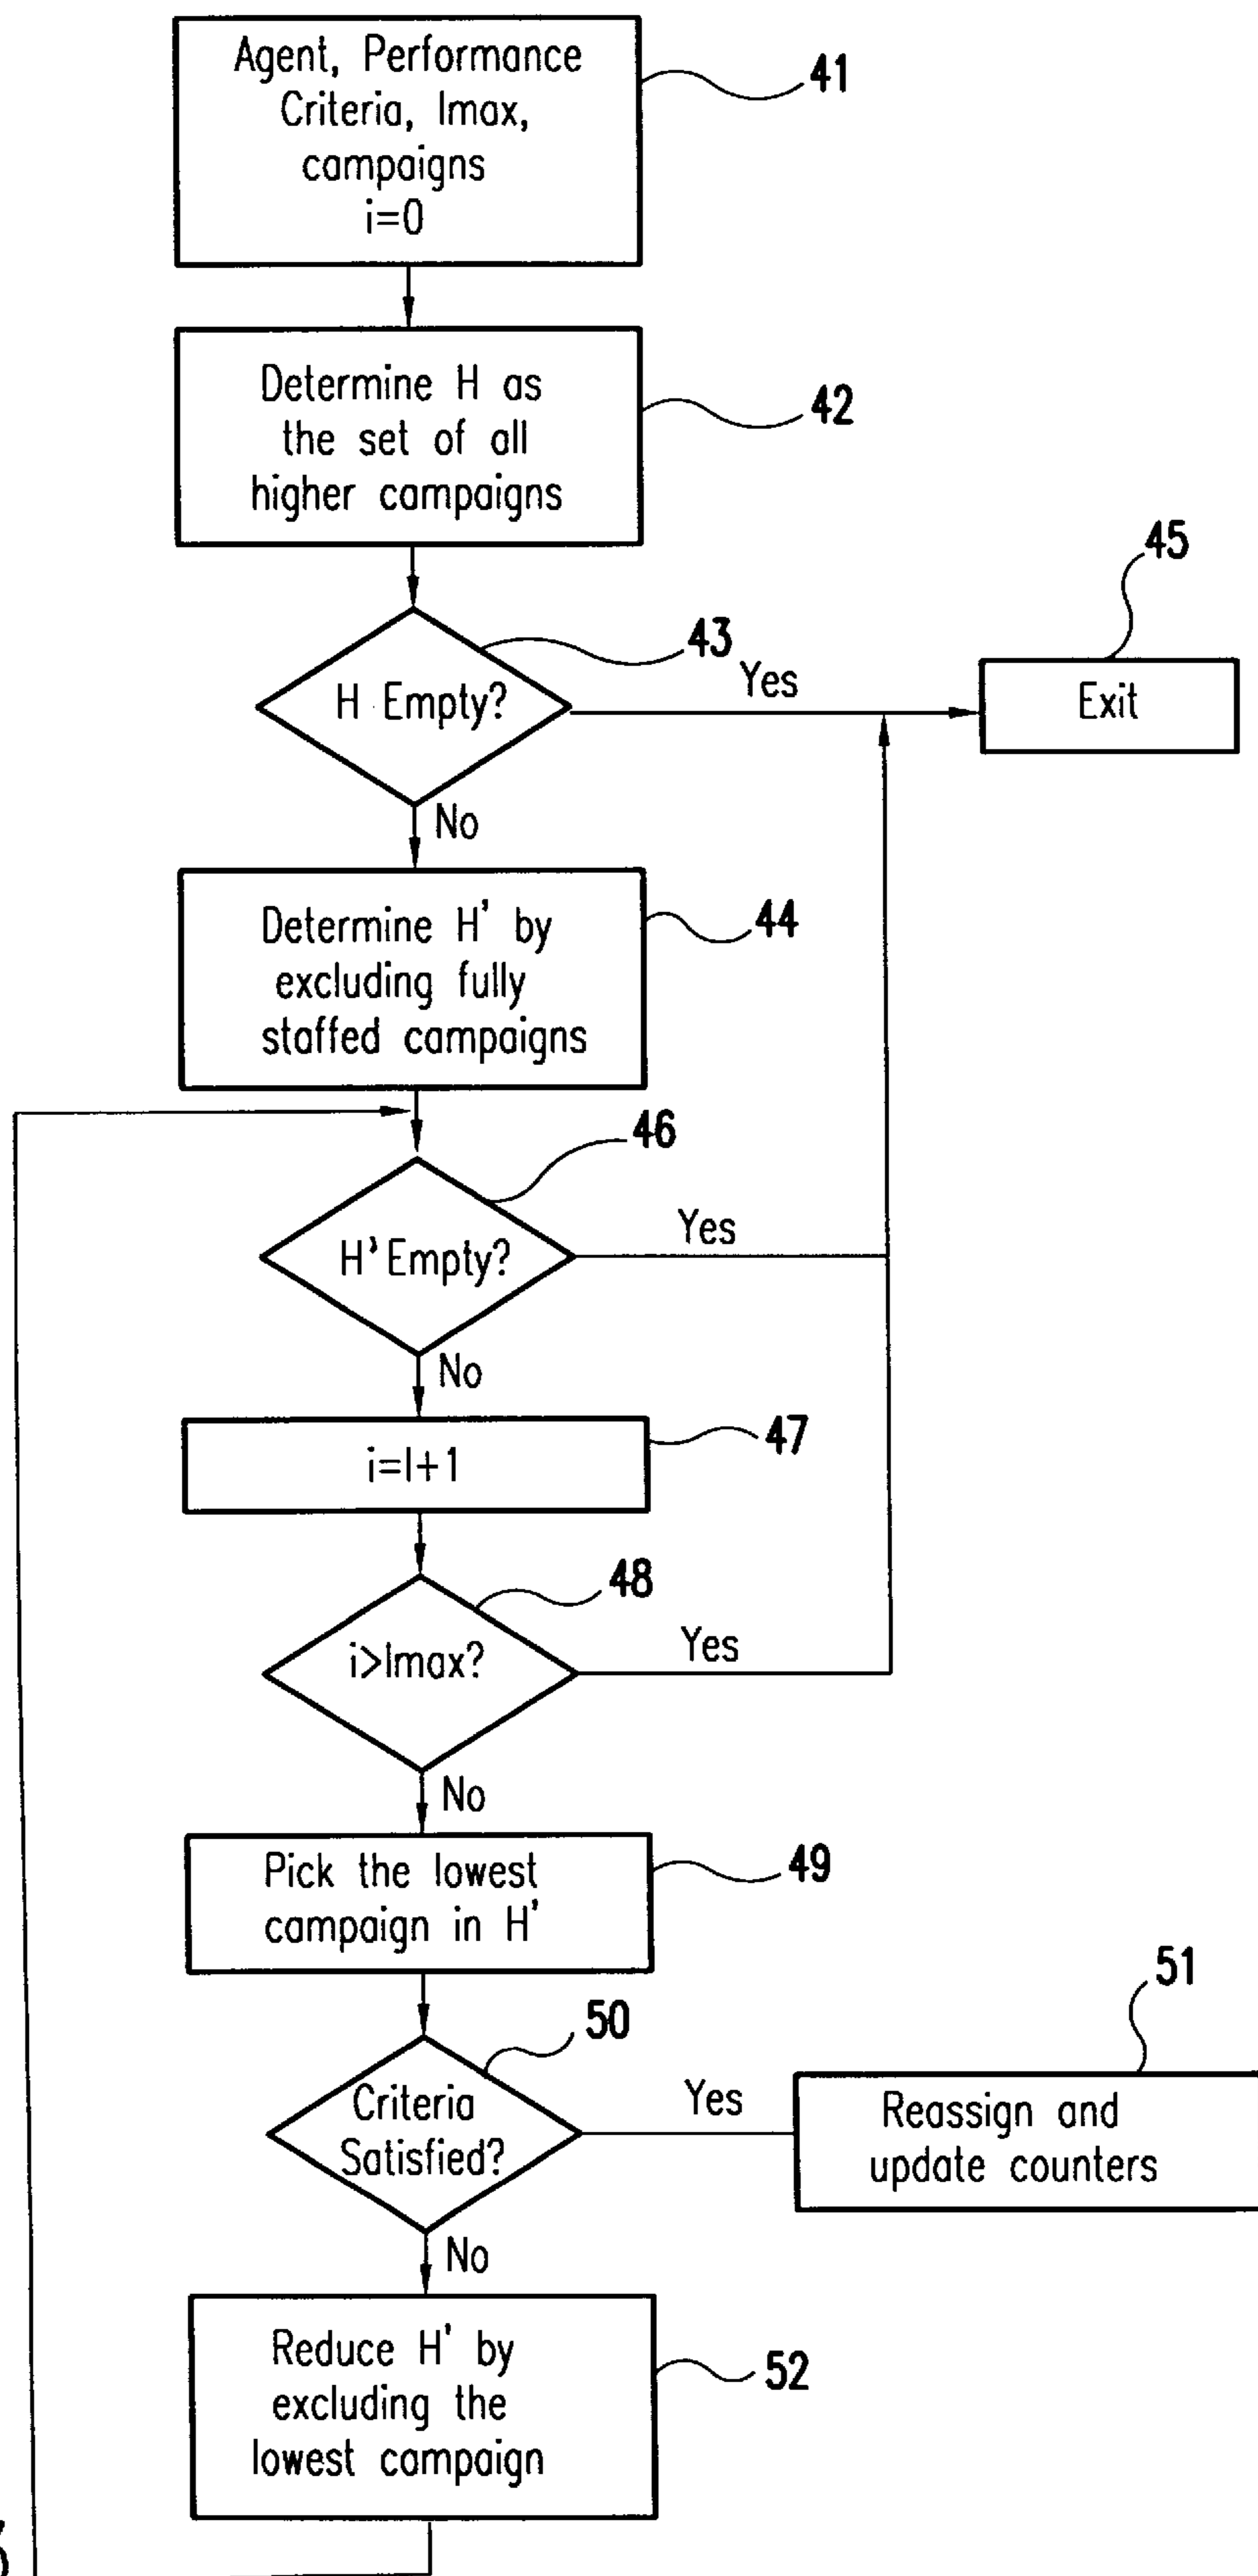 Agent, Performance
Criteria, Imax,
campaigns
i=0
41
Determine H as
the set of all
higher campaigns
42
45
43
H Empty?
Yes
Exit
No
Determine H' by
excluding fully
staffed campaigns
44
46
H' Empty?
Yes
No
i=I+1
47
48
i>Imax?
Yes
No
Pick the lowest
campaign in H'
49
51
50
Criteria
Satisfied?
Yes
Reassign and
update counters
No
Reduce H' by
excluding the
lowest campaign
52